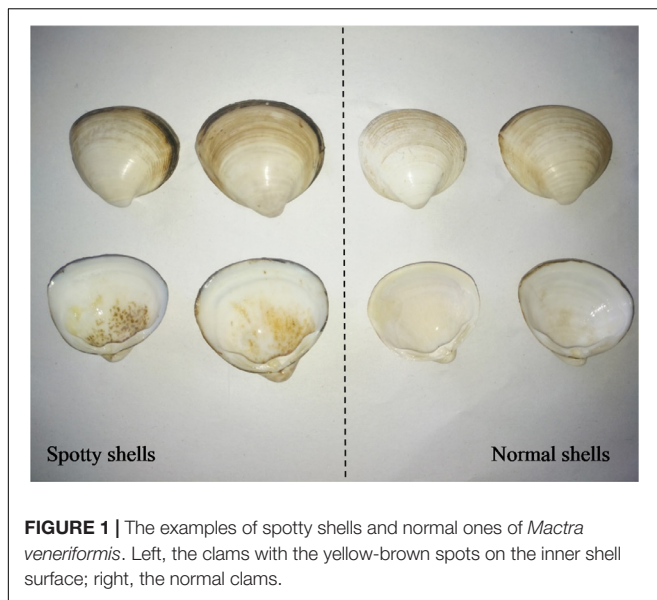 Spotty shells
Normal shells
FIGURE 1 | The examples of spotty shells and normal ones of Mactra
veneriformis. Left, the clams with the yellow-brown spots on the inner shell
surface; right, the normal clams.